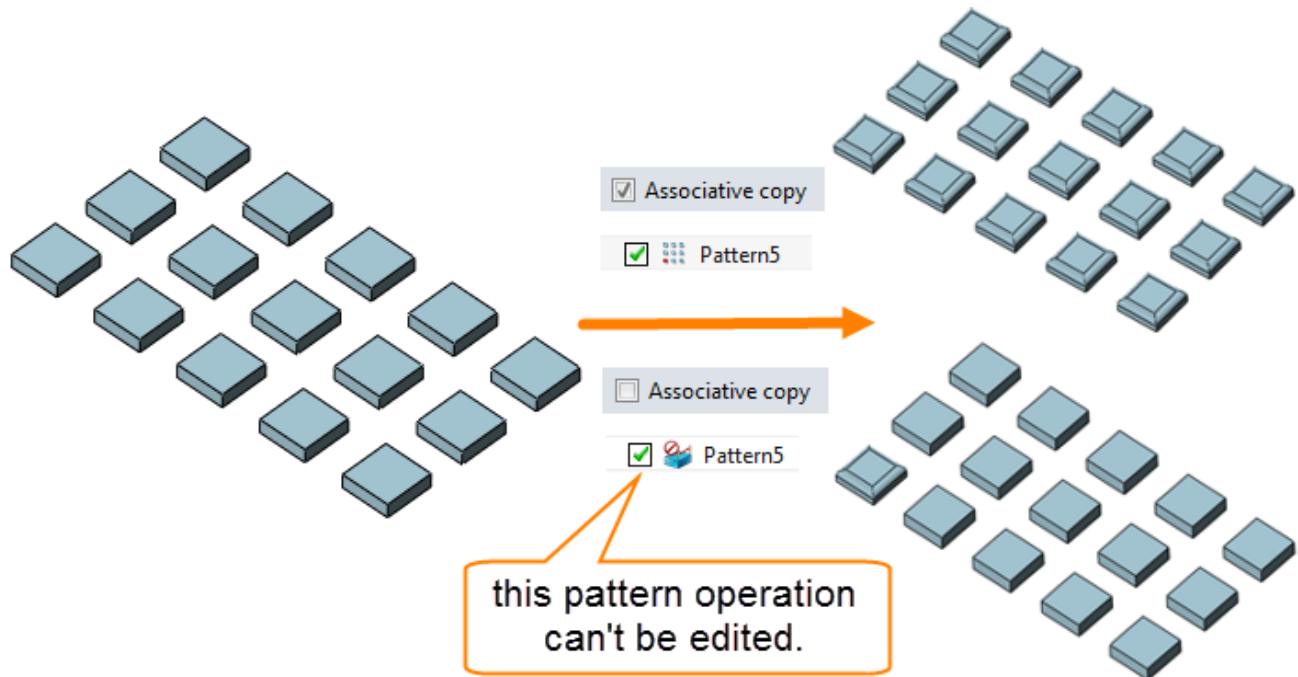 Associative copy
Pattern5
Associative copy
Pattern5
this pattern operation
can't be edited.